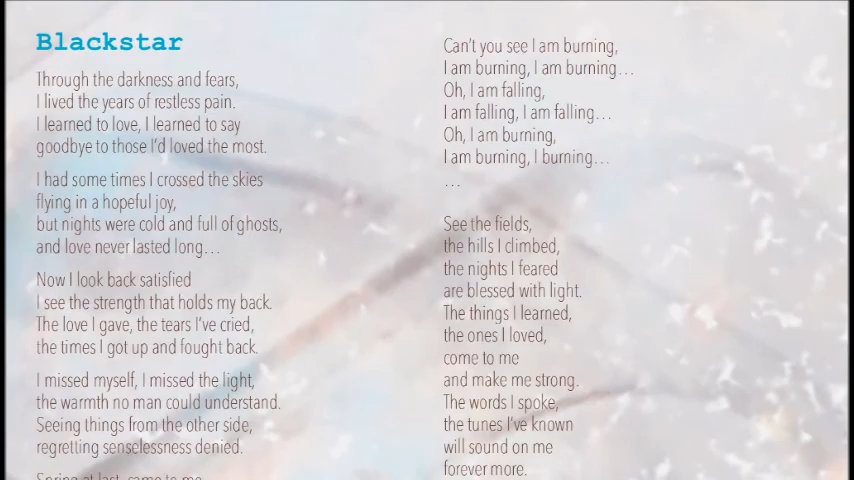 Blackstar
Through the darkness and fears,
I lived the years of restless pain.
I learned to love, I learned to say
goodbye to those I'd loved the most.
I had some times I crossed the skies
flying in a hopeful joy,
but nights were cold and full of ghosts,
and love never lasted long...
Now I look back satisfied
I see the strength that holds my back.
The love I gave, the tears I've cried,
the times I got up and fought back.
I missed myself, I missed the light,
the warmth no man could understand.
Seeing things from the other side,
regretting senselessness denied.
Spring at last, came to me
Can't you see I am burning,
I am burning, I am burning...
Oh, I am falling,
I am falling, I am falling...
Oh, I am burning,
I am burning, I burning...
...
See the fields,
the hills I climbed,
the nights I feared
are blessed with light.
The things I learned,
the ones I loved,
come to me
and make me strong.
The words I spoke,
the tunes I've known
will sound on me
forever more.